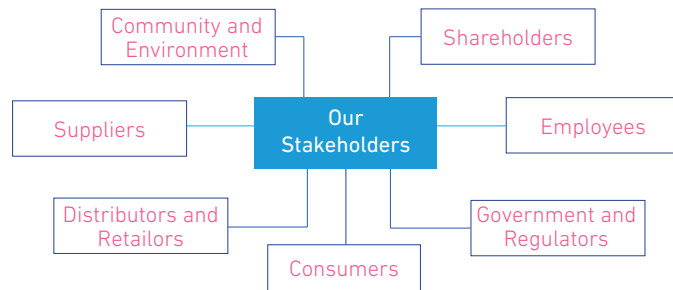 Community and
Environment
Shareholders
Our
Stakeholders
Suppliers
Employees
Distributors and
Retailors
Government and
Regulators
Consumers